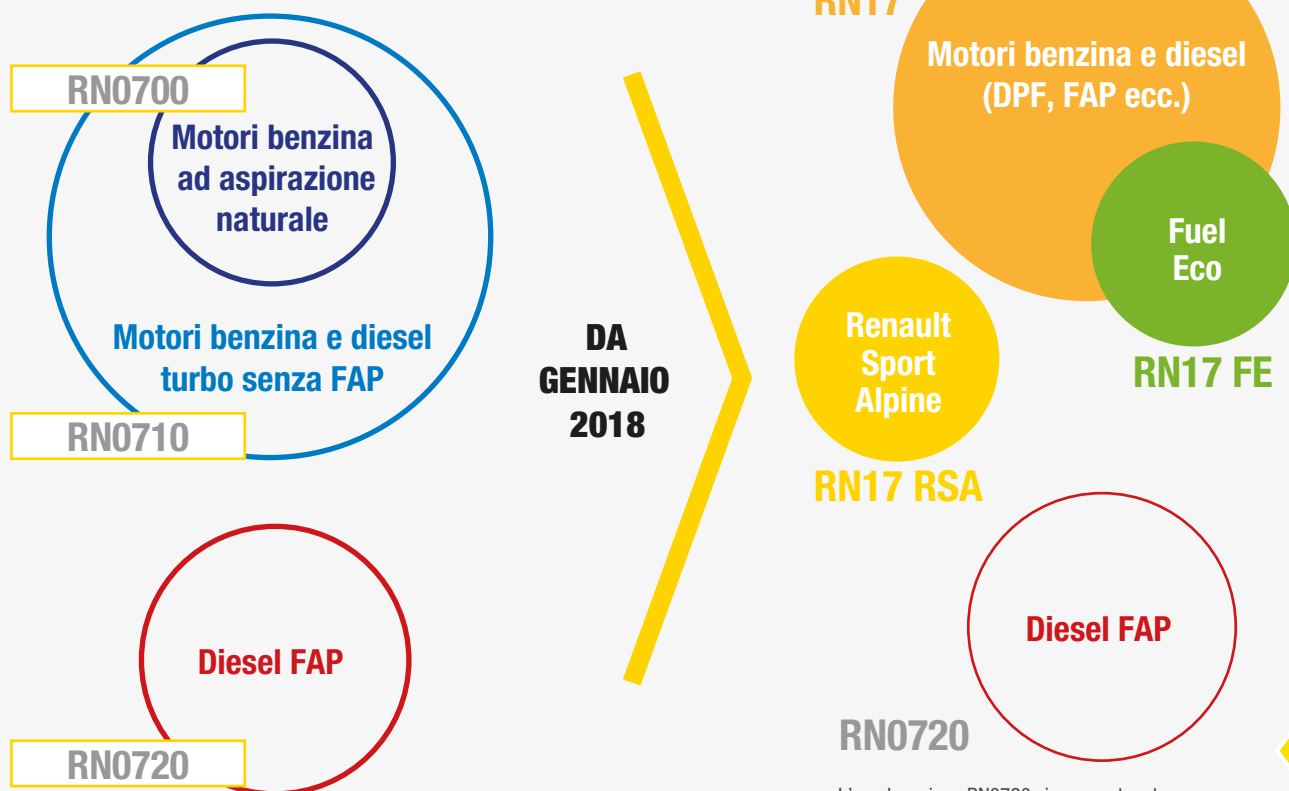 RN0700
Motori benzina
ad aspirazione
naturale
Motori benzina e diesel
turbo senza FAP
RN0710
Diesel FAP
RN0720
DA
GENNAIO
2018
RN17
Motori benzina e diesel
(DPF, FAP ecc.)
Fuel
Eco
RN17 FE
Renault
Sport
Alpine
RN17 RSA
Diesel FAP
RN0720